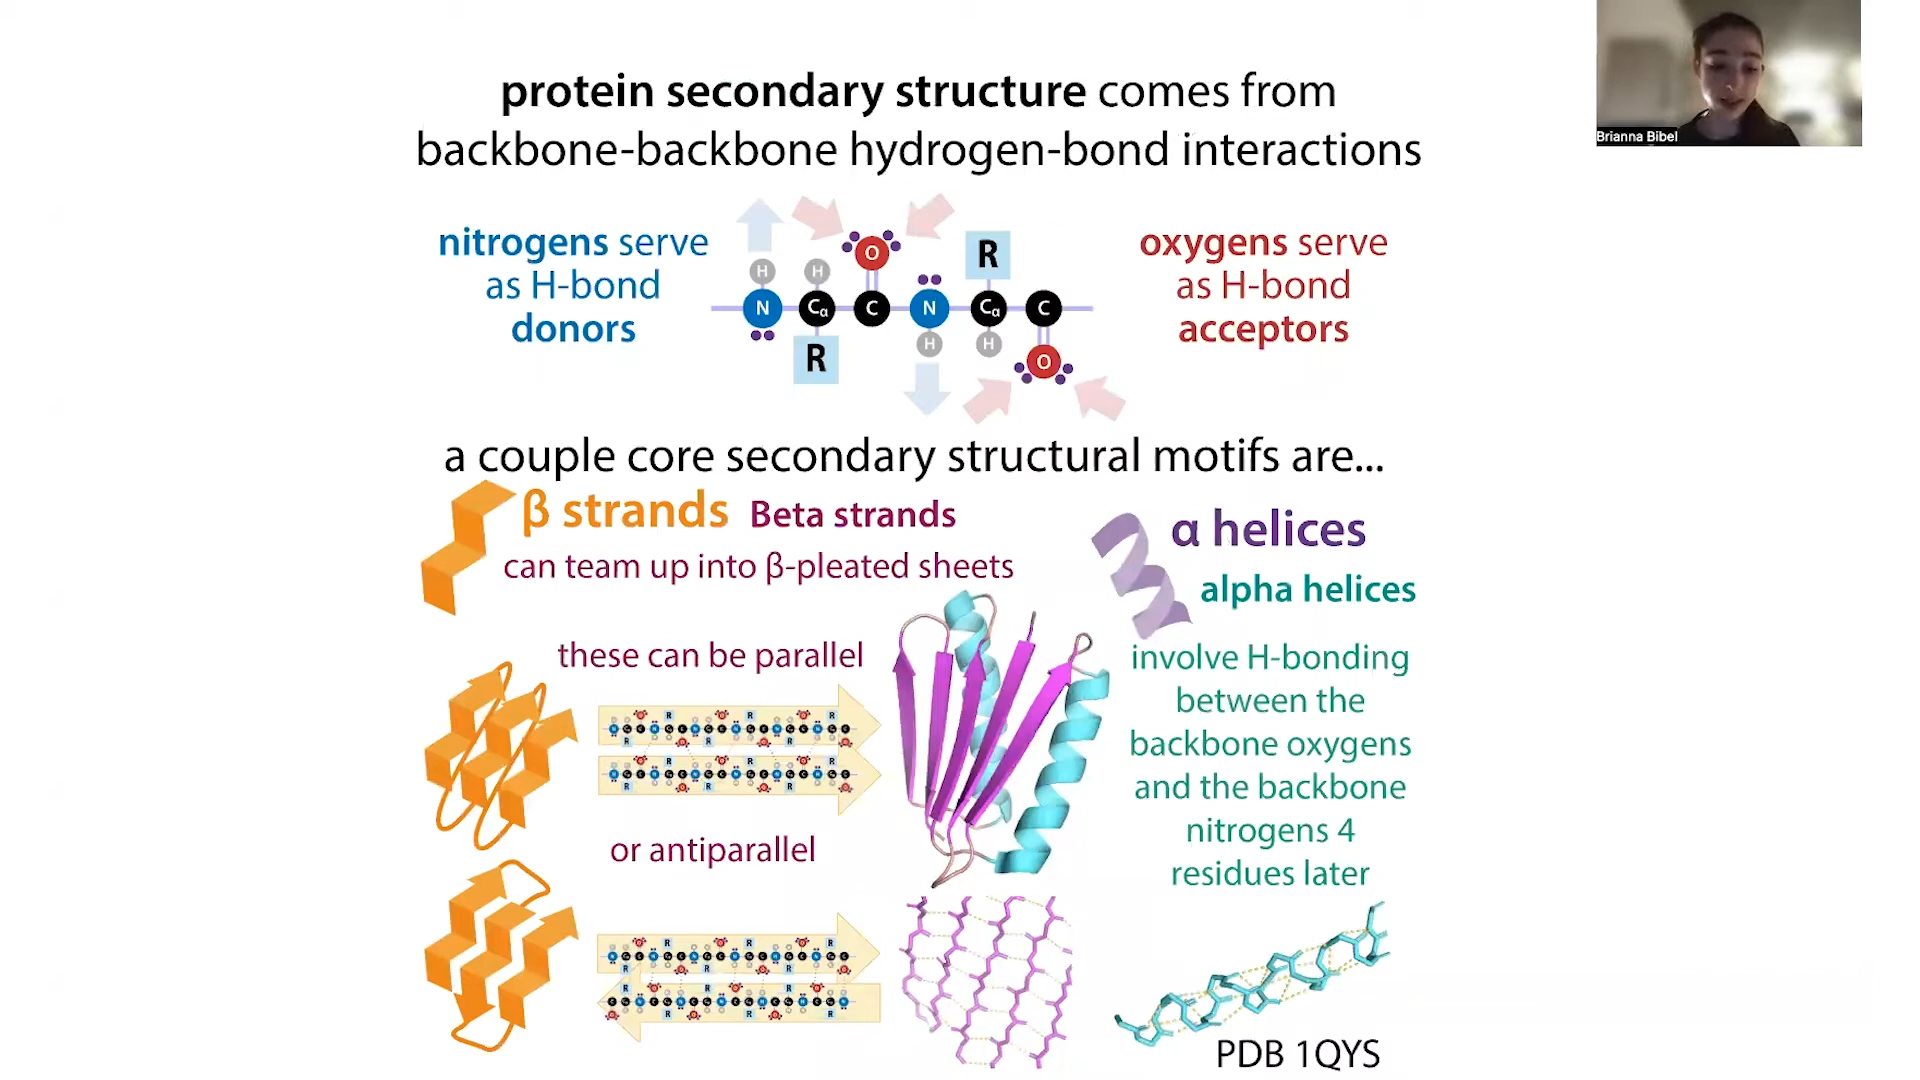 protein secondary structure comes from
backbone-backbone hydrogen-bond interactions
Brianna Bibel
nitrogens serve
as H-bond
donors
H H O R
N Cα C N Cα C
R H H O
oxygens serve
as H-bond
acceptors
a couple core secondary structural motifs are...
β strands Beta strands
can team up into β-pleated sheets
these can be parallel
or antiparallel
α helices
alpha helices
involve H-bonding
between the
backbone oxygens
and the backbone
nitrogens 4
residues later
PDB 1QYS